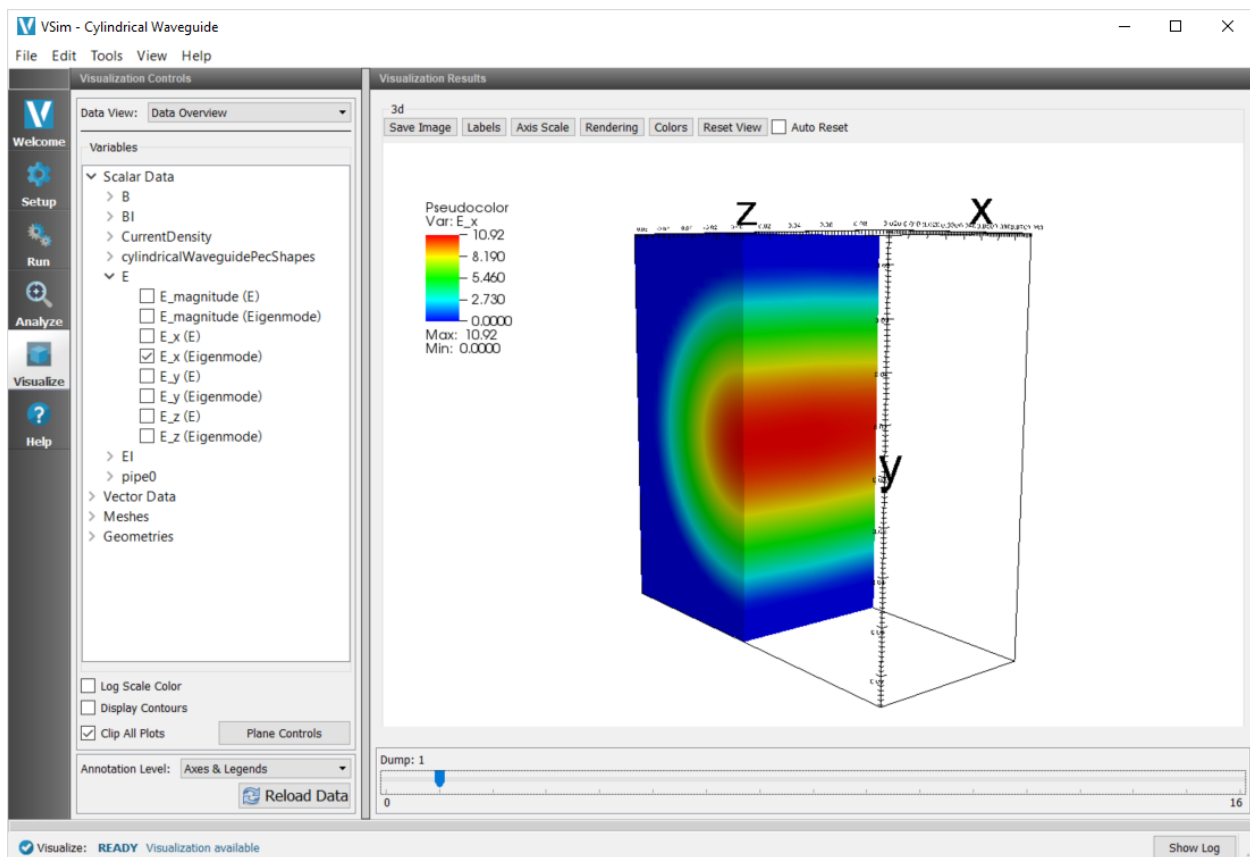 VSim - Cylindrical Waveguide
File Edit Tools View Help
Visualization Controls
Visualization Results
Welcome
Setup
Run
Analyze
Visualize
Help
Data View: Data Overview
Variables
Scalar Data
B
BI
CurrentDensity
cylindricalWaveguidePecShapes
E
E_magnitude (E)
E_magnitude (Eigenmode)
E_x (E)
E_x (Eigenmode)
E_y (E)
E_y (Eigenmode)
E_z (E)
E_z (Eigenmode)
EI
pipe0
Vector Data
Meshes
Geometries
Log Scale Color
Display Contours
Clip All Plots Plane Controls
Annotation Level: Axes & Legends
Reload Data
3d
Save Image Labels Axis Scale Rendering Colors Reset View Auto Reset
Pseudocolor
Var: E_x
10.92
8.190
5.460
2.730
0.0000
Max: 10.92
Min: 0.0000
z
x
y
Dump: 1
0 16
Visualize: READY Visualization available
Show Log